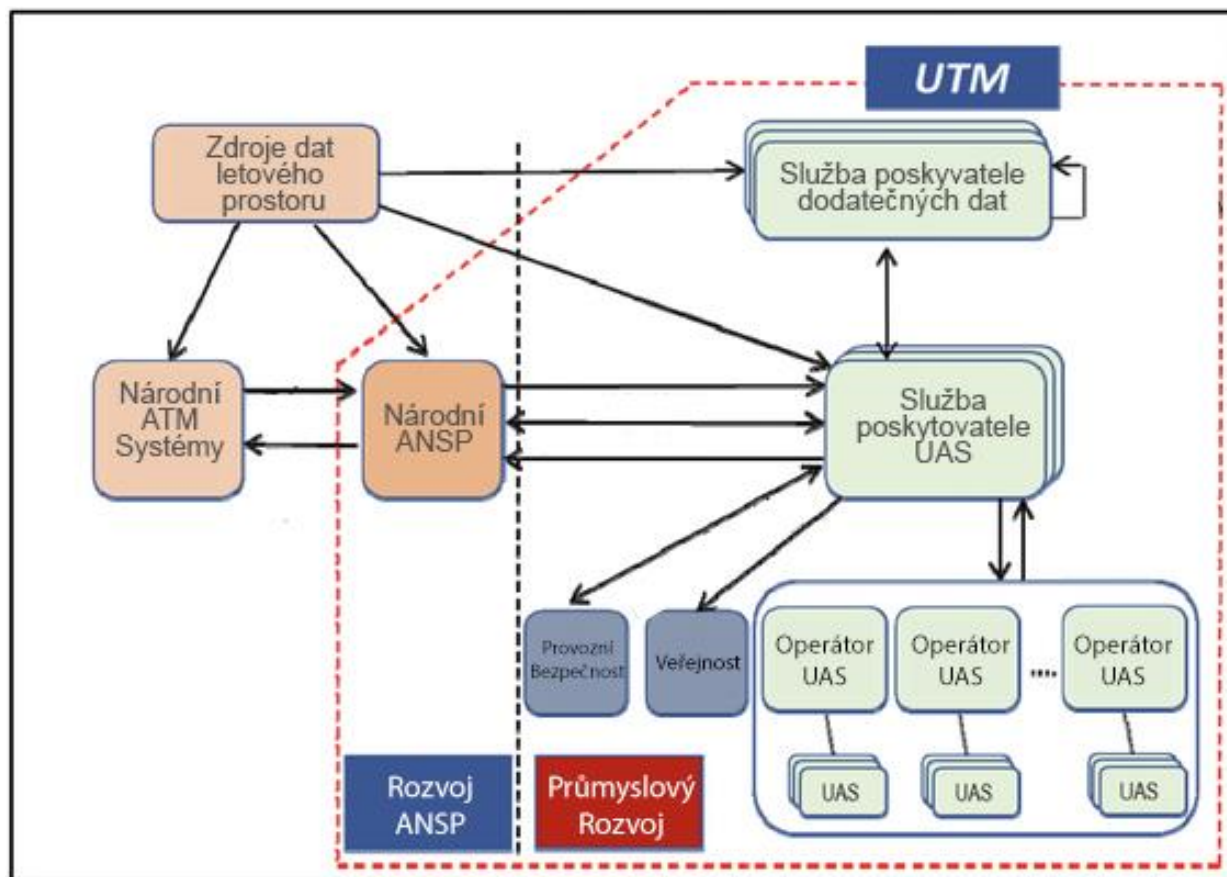 UTM
Zdroje dat
letového
prostoru
Služba poskyvatele
dodatečných dat
Národní
ATM
Systémy
Národní
ANSP
Služba
poskytovatele
UAS
Provozní
Bezpečnost
Veřejnost
Operátor
UAS
Operátor
UAS
....
Operátor
UAS
UAS
UAS
UAS
Rozvoj
ANSP
Průmyslový
Rozvoj